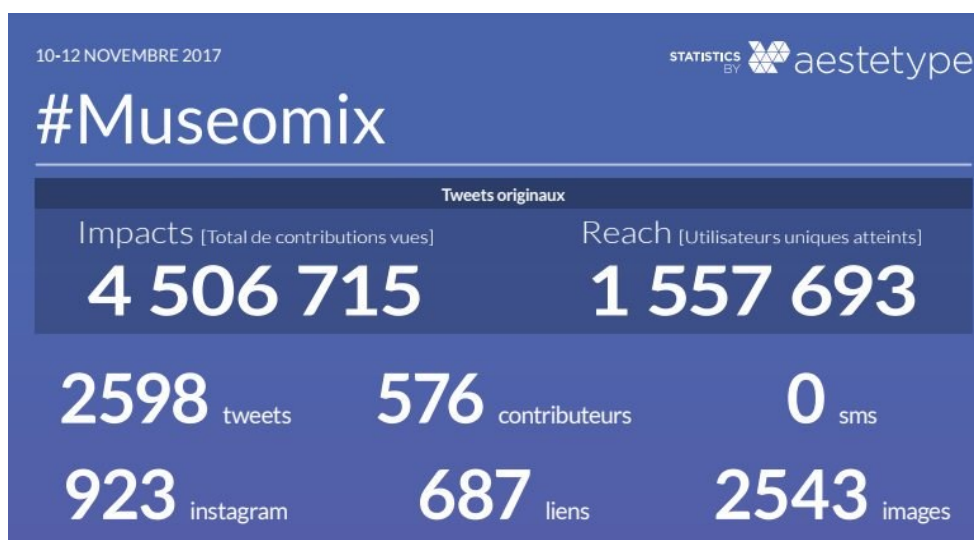 10-12 NOVEMBRE 2017
STATISTICS BY aestetype
#Museomix
Tweets originaux
Impacts [Total de contributions vues] Reach [Utilisateurs uniques atteints]
4 506 715 1 557 693
2598 tweets 576 contributeurs 0 sms
923 instagram 687 liens 2543 images